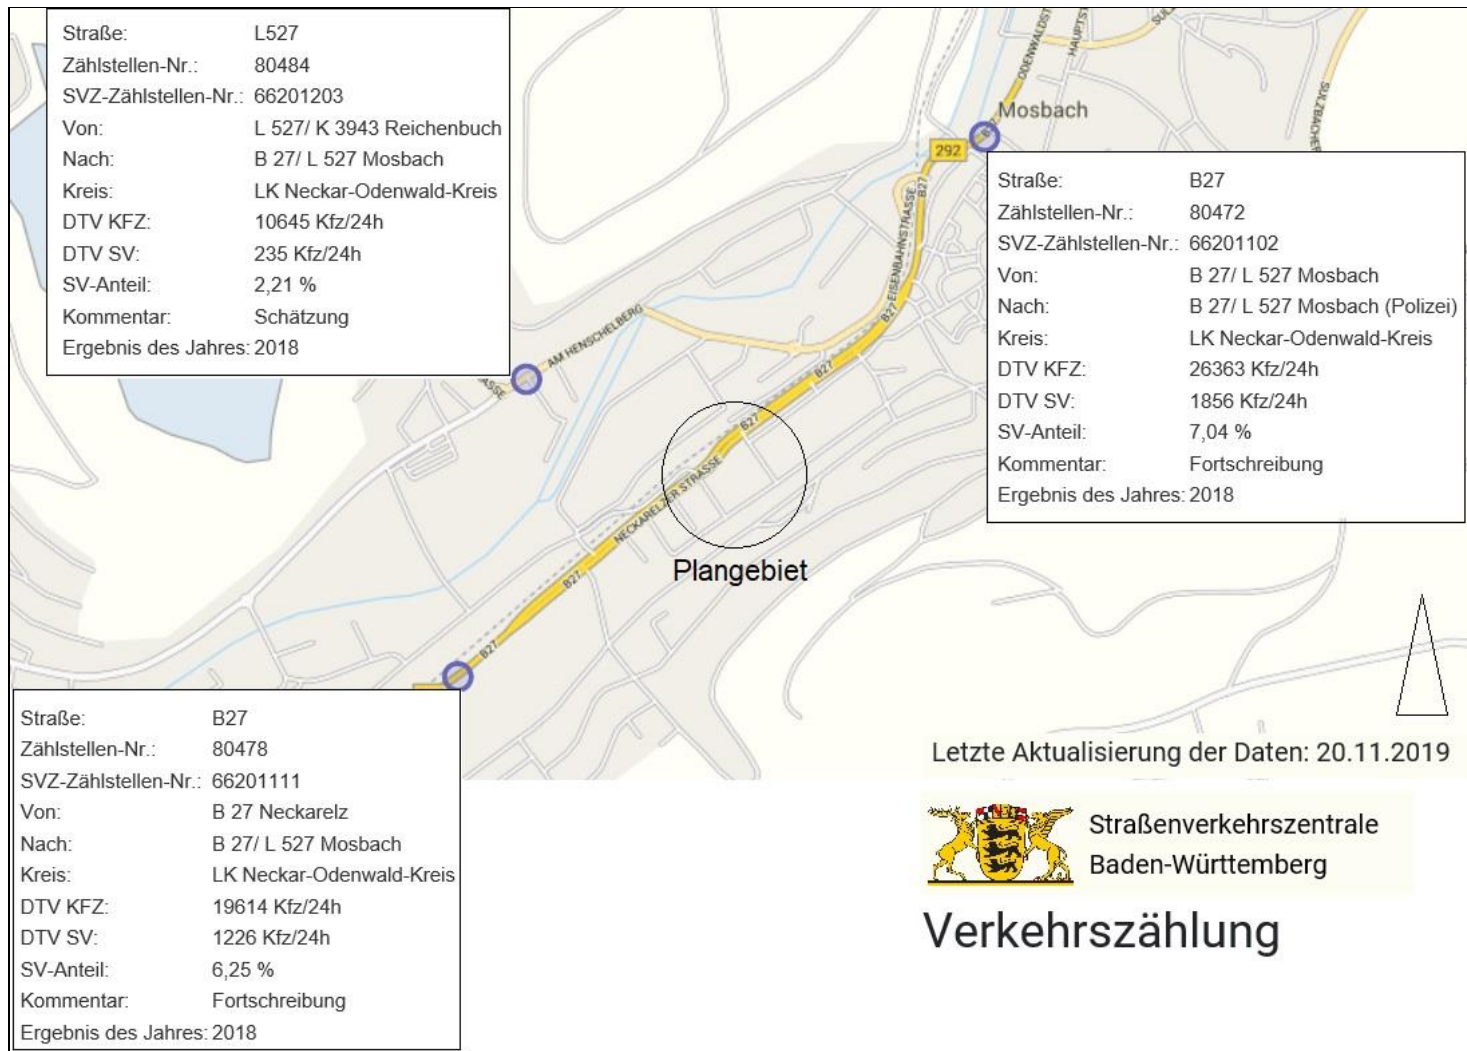 Straße: L527
Zählstellen-Nr.: 80484
SVZ-Zählstellen-Nr.: 66201203
Von: L 527/ K 3943 Reichenbuch
Nach: B 27/ L 527 Mosbach
Kreis: LK Neckar-Odenwald-Kreis
DTV KFZ: 10645 Kfz/24h
DTV SV: 235 Kfz/24h
SV-Anteil: 2,21 %
Kommentar: Schätzung
Ergebnis des Jahres: 2018
ODENWALDST
HAUPTST
SULZ
SULZBACHER
Mosbach
B27
292
B27
EISENBAHNSTRASSE
B27
AM HENSCHELBERG
RASSE
B27
B27
NECKARELZER STRASSE
B27
B27
Plangebiet
Straße: B27
Zählstellen-Nr.: 80472
SVZ-Zählstellen-Nr.: 66201102
Von: B 27/ L 527 Mosbach
Nach: B 27/ L 527 Mosbach (Polizei)
Kreis: LK Neckar-Odenwald-Kreis
DTV KFZ: 26363 Kfz/24h
DTV SV: 1856 Kfz/24h
SV-Anteil: 7,04 %
Kommentar: Fortschreibung
Ergebnis des Jahres: 2018
Straße: B27
Zählstellen-Nr.: 80478
SVZ-Zählstellen-Nr.: 66201111
Von: B 27 Neckarelz
Nach: B 27/ L 527 Mosbach
Kreis: LK Neckar-Odenwald-Kreis
DTV KFZ: 19614 Kfz/24h
DTV SV: 1226 Kfz/24h
SV-Anteil: 6,25 %
Kommentar: Fortschreibung
Ergebnis des Jahres: 2018
Letzte Aktualisierung der Daten: 20.11.2019
Straßenverkehrszentrale
Baden-Württemberg
Verkehrszählung